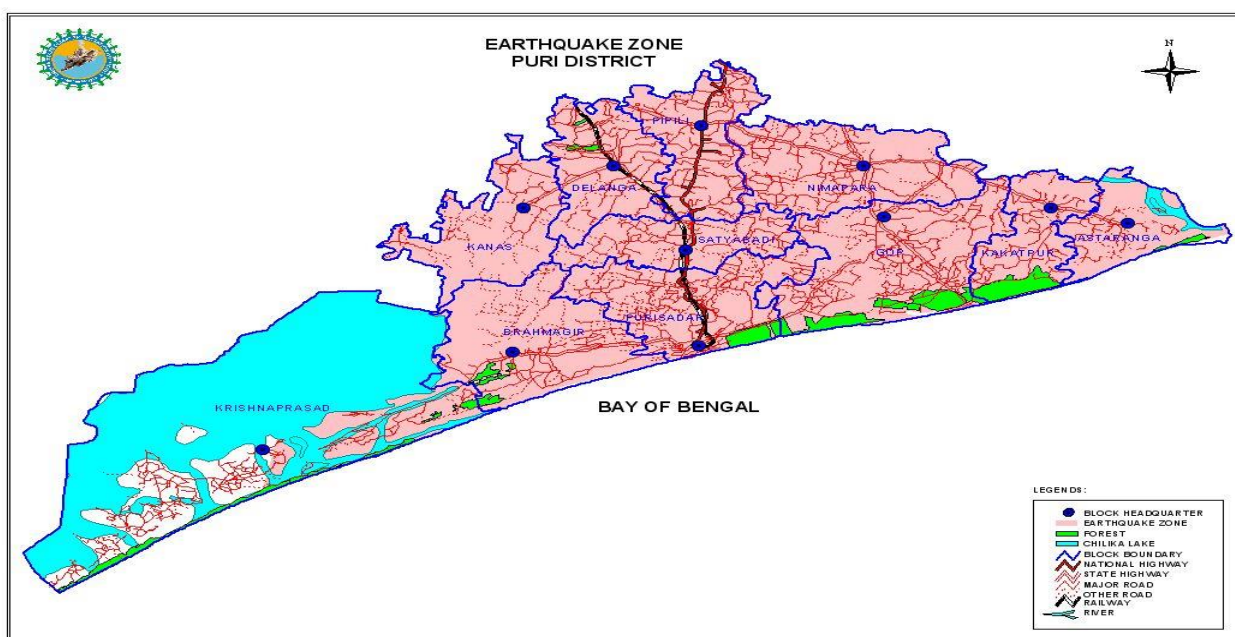 EARTHQUAKE ZONE
PURI DISTRICT
N
PIPILI
DELANGA
NIMAPARA
KANAS
SATYABADI
GOP
KAKATPUR
ASTARANGA
BRAHMAGIR
PURISADAR
KRISHNAPRASAD
BAY OF BENGAL
LEGENDS:
BLOCK HEADQUARTER
EARTHQUAKE ZONE
FOREST
CHILIKA LAKE
BLOCK BOUNDARY
NATIONAL HIGHWAY
STATE HIGHWAY
MAJOR ROAD
OTHER ROAD
RAILWAY
RIVER